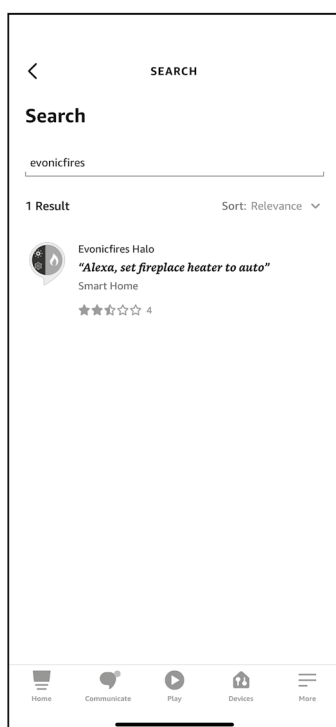 SEARCH
Search
evonicfires
1 Result
Sort: Relevance
Evonicfires Halo
“Alexa, set fireplace heater to auto”
Smart Home
4
Home Communicate Play Devices More